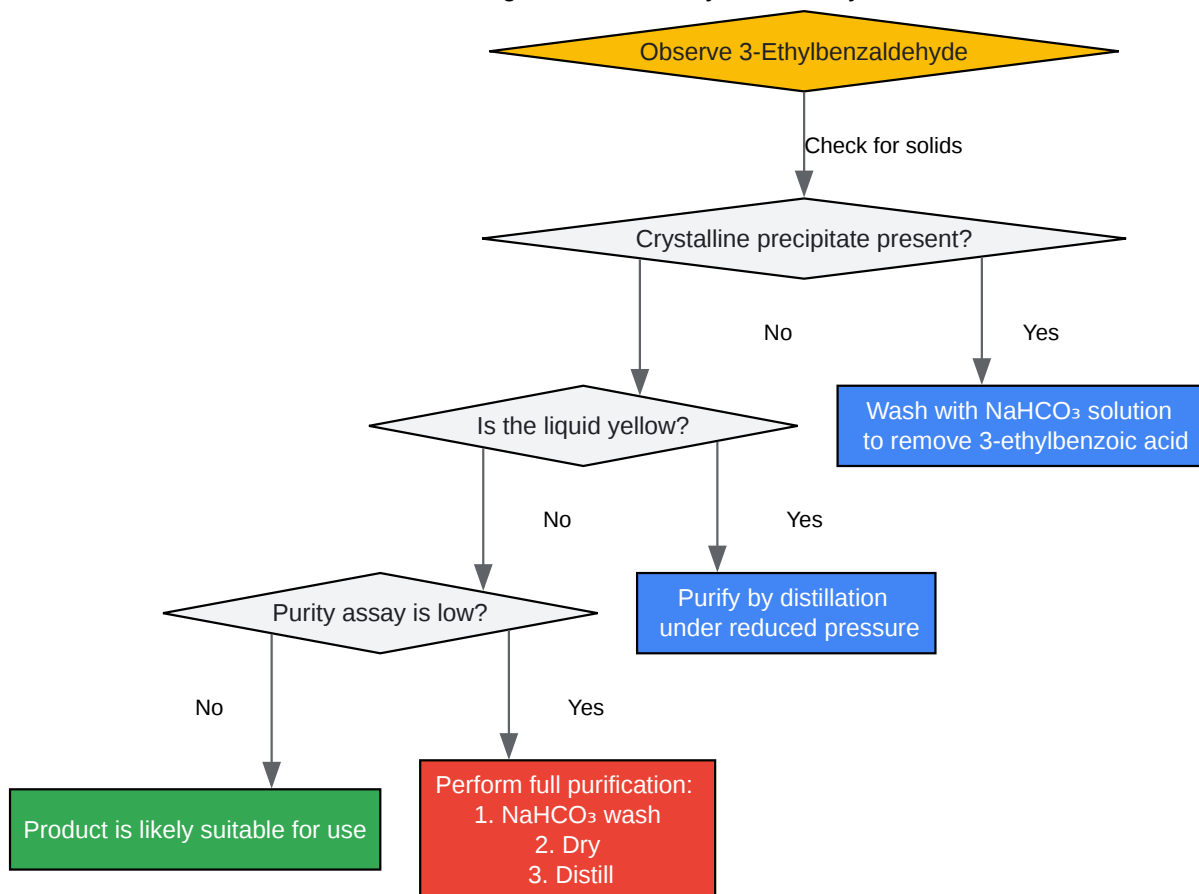 Observe 3-Ethylbenzaldehyde
Check for solids
Crystalline precipitate present?
No
Yes
Is the liquid yellow?
Wash with NaHCO₃ solution
to remove 3-ethylbenzoic acid
No
Yes
Purity assay is low?
Purify by distillation
under reduced pressure
No
Yes
Product is likely suitable for use
Perform full purification:
1. NaHCO₃ wash
2. Dry
3. Distill